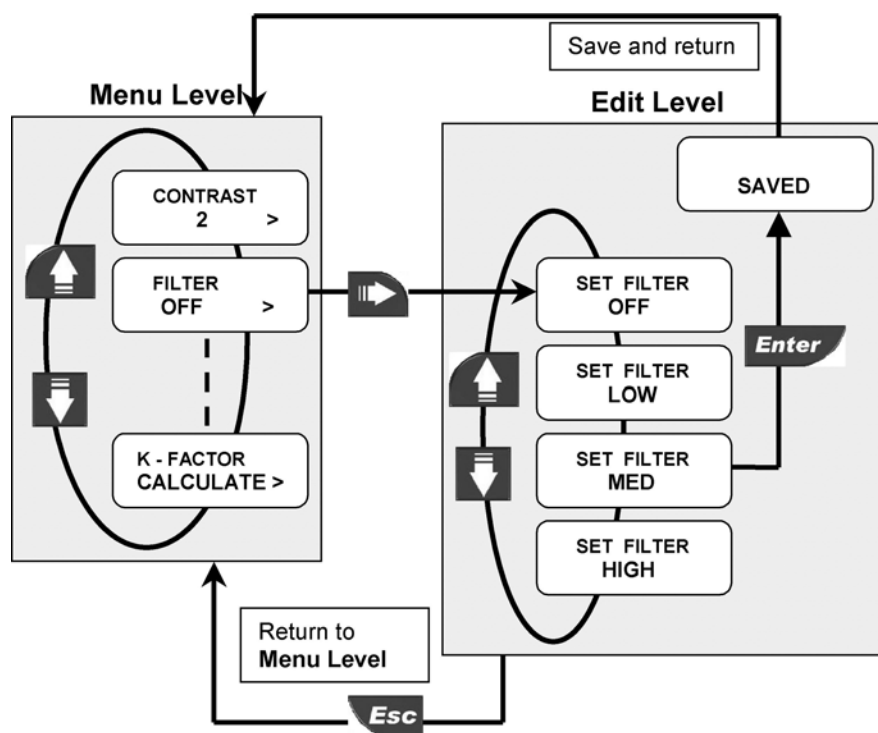 Save and return
Menu Level
Edit Level
CONTRAST
2 >
FILTER
OFF >
K - FACTOR
CALCULATE >
SAVED
SET FILTER
OFF
SET FILTER
LOW
SET FILTER
MED
SET FILTER
HIGH
Enter
Return to
Menu Level
Esc